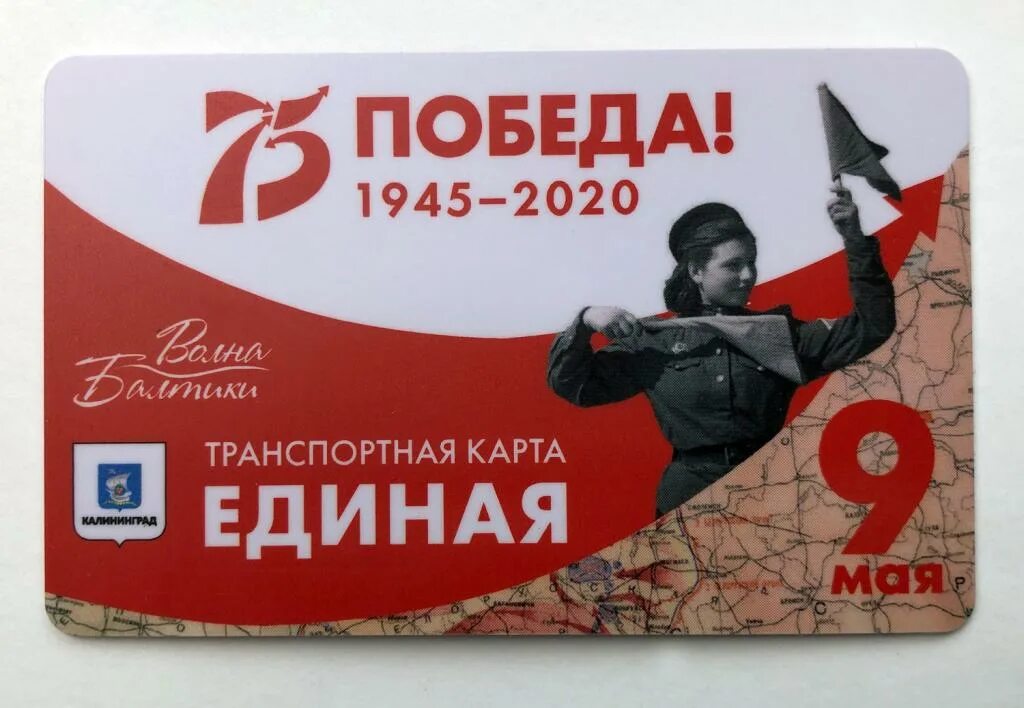 75 ПОБЕДА!
1945–2020
Волна
Балтики
КАЛИНИНГРАД
ТРАНСПОРТНАЯ КАРТА
ЕДИНАЯ
9
мая